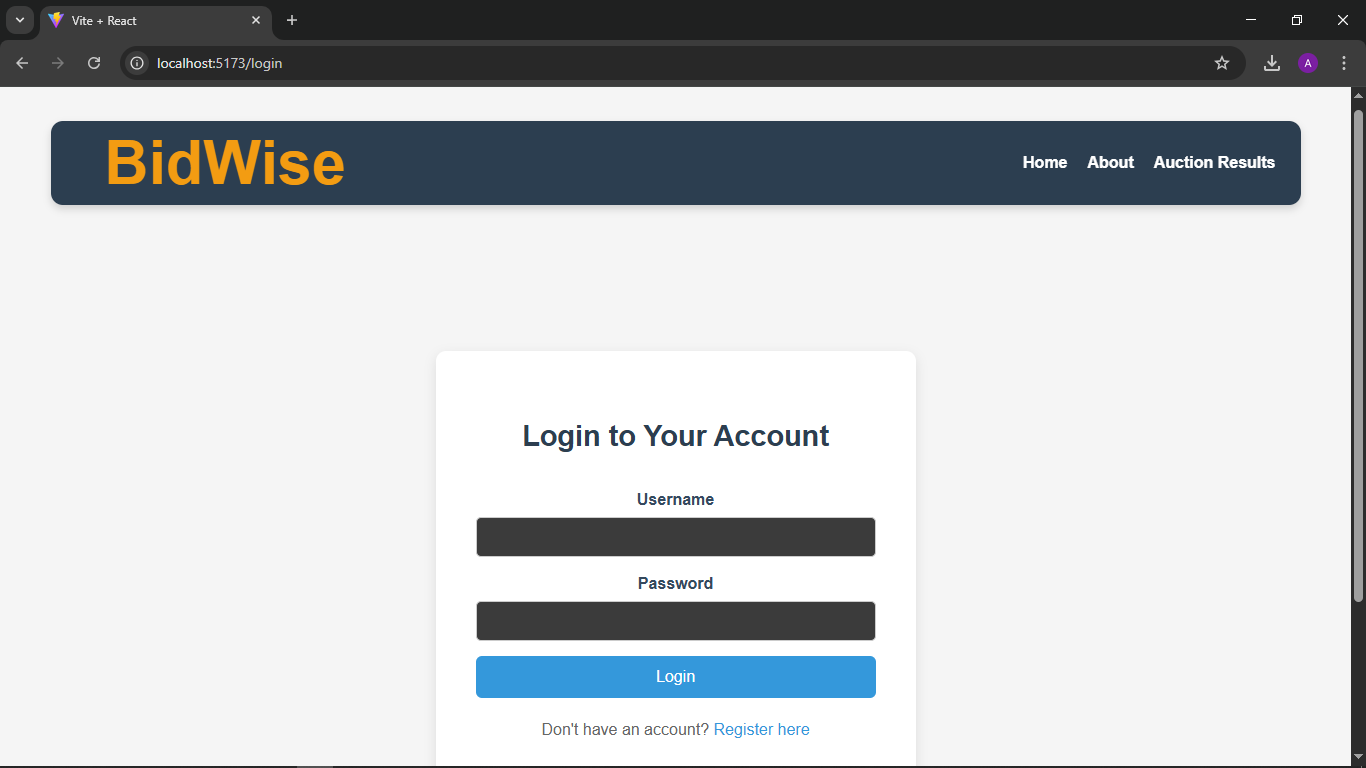 Vite + React
localhost:5173/login
A
BidWise
Home About Auction Results
Login to Your Account
Username
Password
Login
Don't have an account? Register here